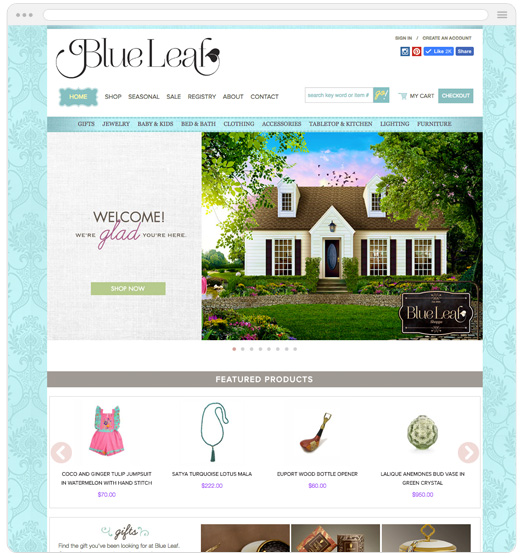 Blue Leaf
SIGN IN / CREATE AN ACCOUNT
Like 2K Share
HOME SHOP SEASONAL SALE REGISTRY ABOUT CONTACT
search key word or item # go! MY CART CHECKOUT
GIFTS JEWELRY BABY & KIDS BED & BATH CLOTHING ACCESSORIES TABLETOP & KITCHEN LIGHTING FURNITURE
WELCOME!
WE'RE glad YOU'RE HERE.
SHOP NOW
Blue Leaf
Shoppe
FEATURED PRODUCTS
COCO AND GINGER TULIP JUMPSUIT
IN WATERMELON WITH HAND STITCH
$70.00
SATYA TURQUOISE LOTUS MALA
$222.00
EUPORT WOOD BOTTLE OPENER
$60.00
LALIQUE ANEMONES BUD VASE IN
GREEN CRYSTAL
$950.00
gifts
Find the gift you've been looking for at Blue Leaf.